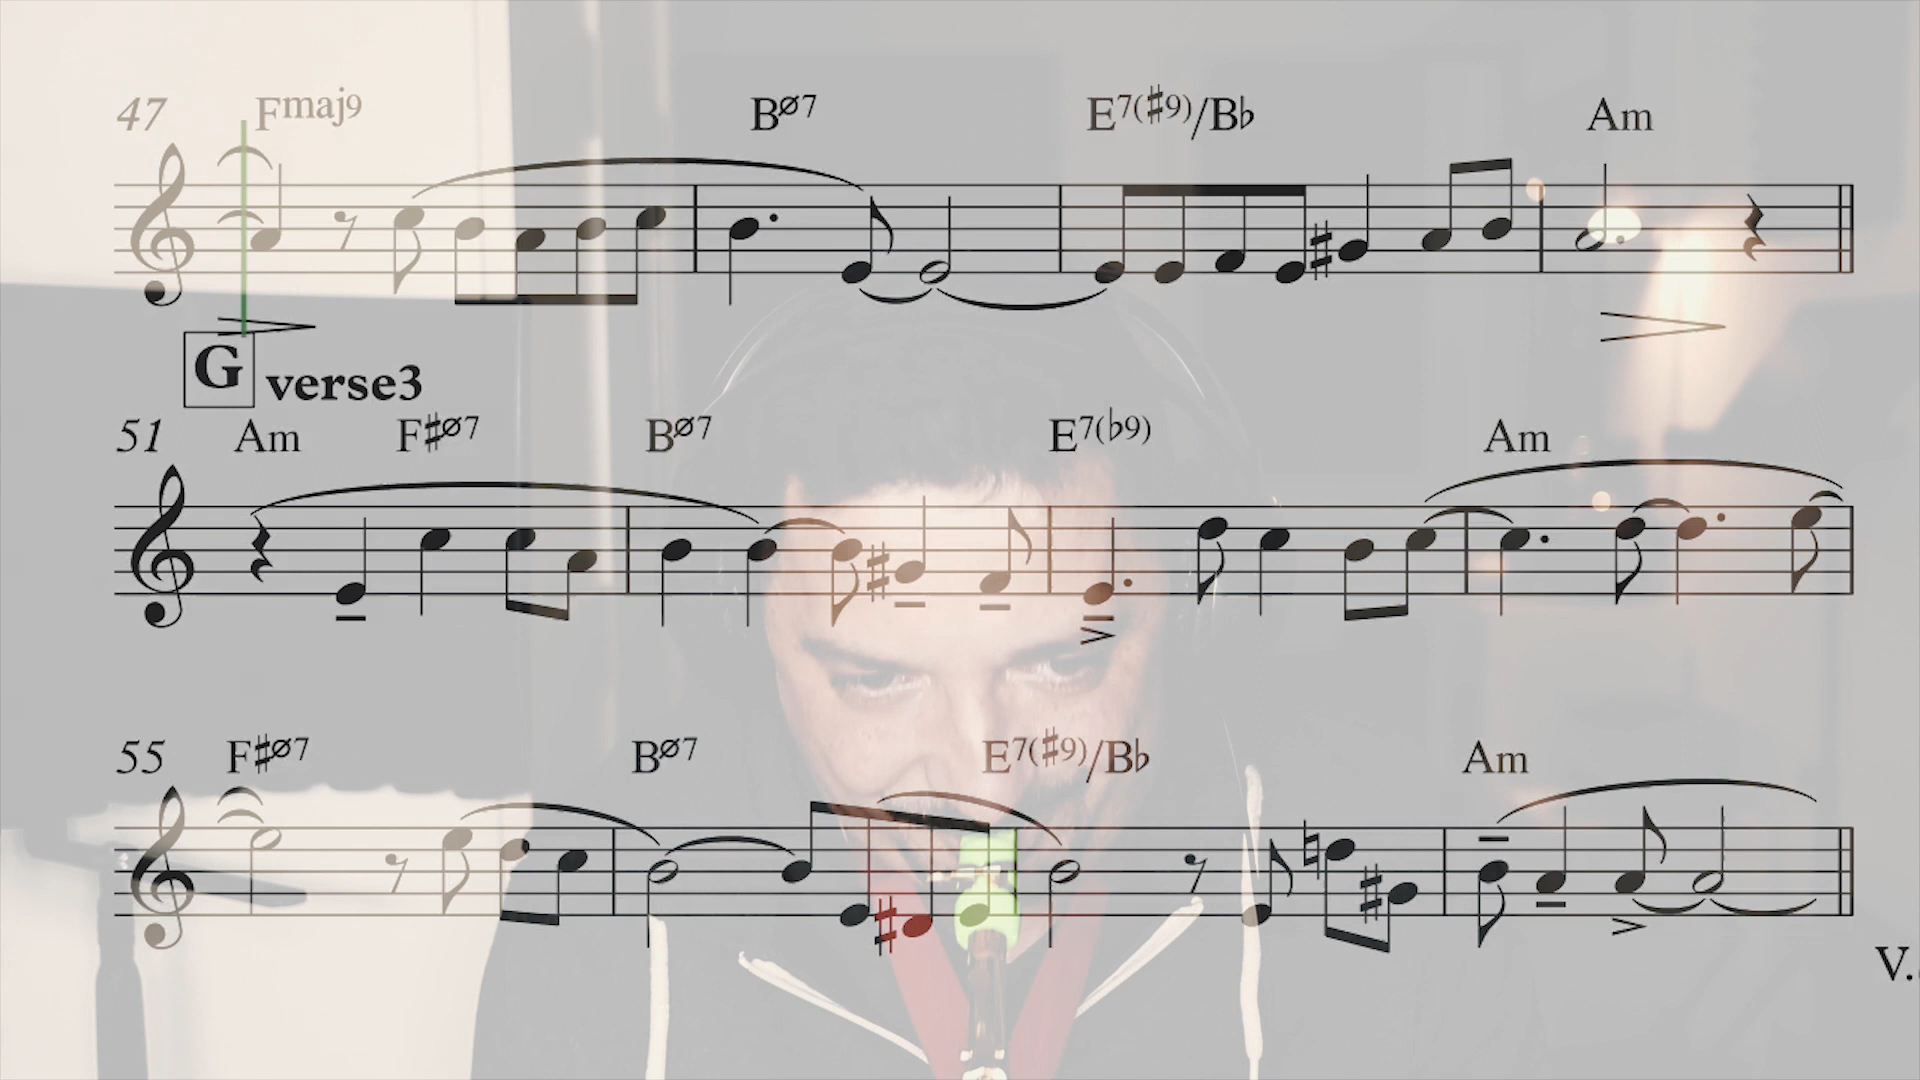 47 Fmaj9 Bø7 E7(♯9)/B♭ Am
G verse3
51 Am F♯ø7 Bø7 E7(♭9) Am
55 F♯ø7 Bø7 E7(♯9)/B♭ Am
V.